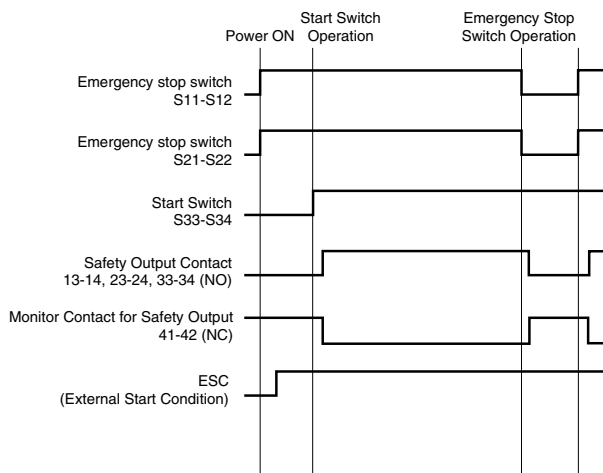 Start Switch
Operation
Emergency Stop
Switch Operation
Power ON
Emergency stop switch
S11-S12
Emergency stop switch
S21-S22
Start Switch
S33-S34
Safety Output Contact
13-14, 23-24, 33-34 (NO)
Monitor Contact for Safety Output
41-42 (NC)
ESC
(External Start Condition)